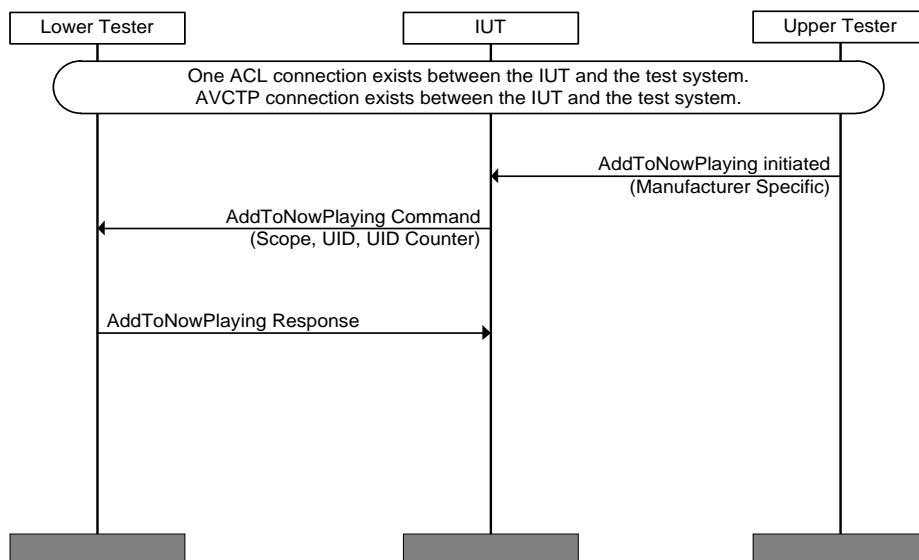 Lower Tester
IUT
Upper Tester
One ACL connection exists between the IUT and the test system.
AVCTP connection exists between the IUT and the test system.
AddToNowPlaying initiated
(Manufacturer Specific)
AddToNowPlaying Command
(Scope, UID, UID Counter)
AddToNowPlaying Response